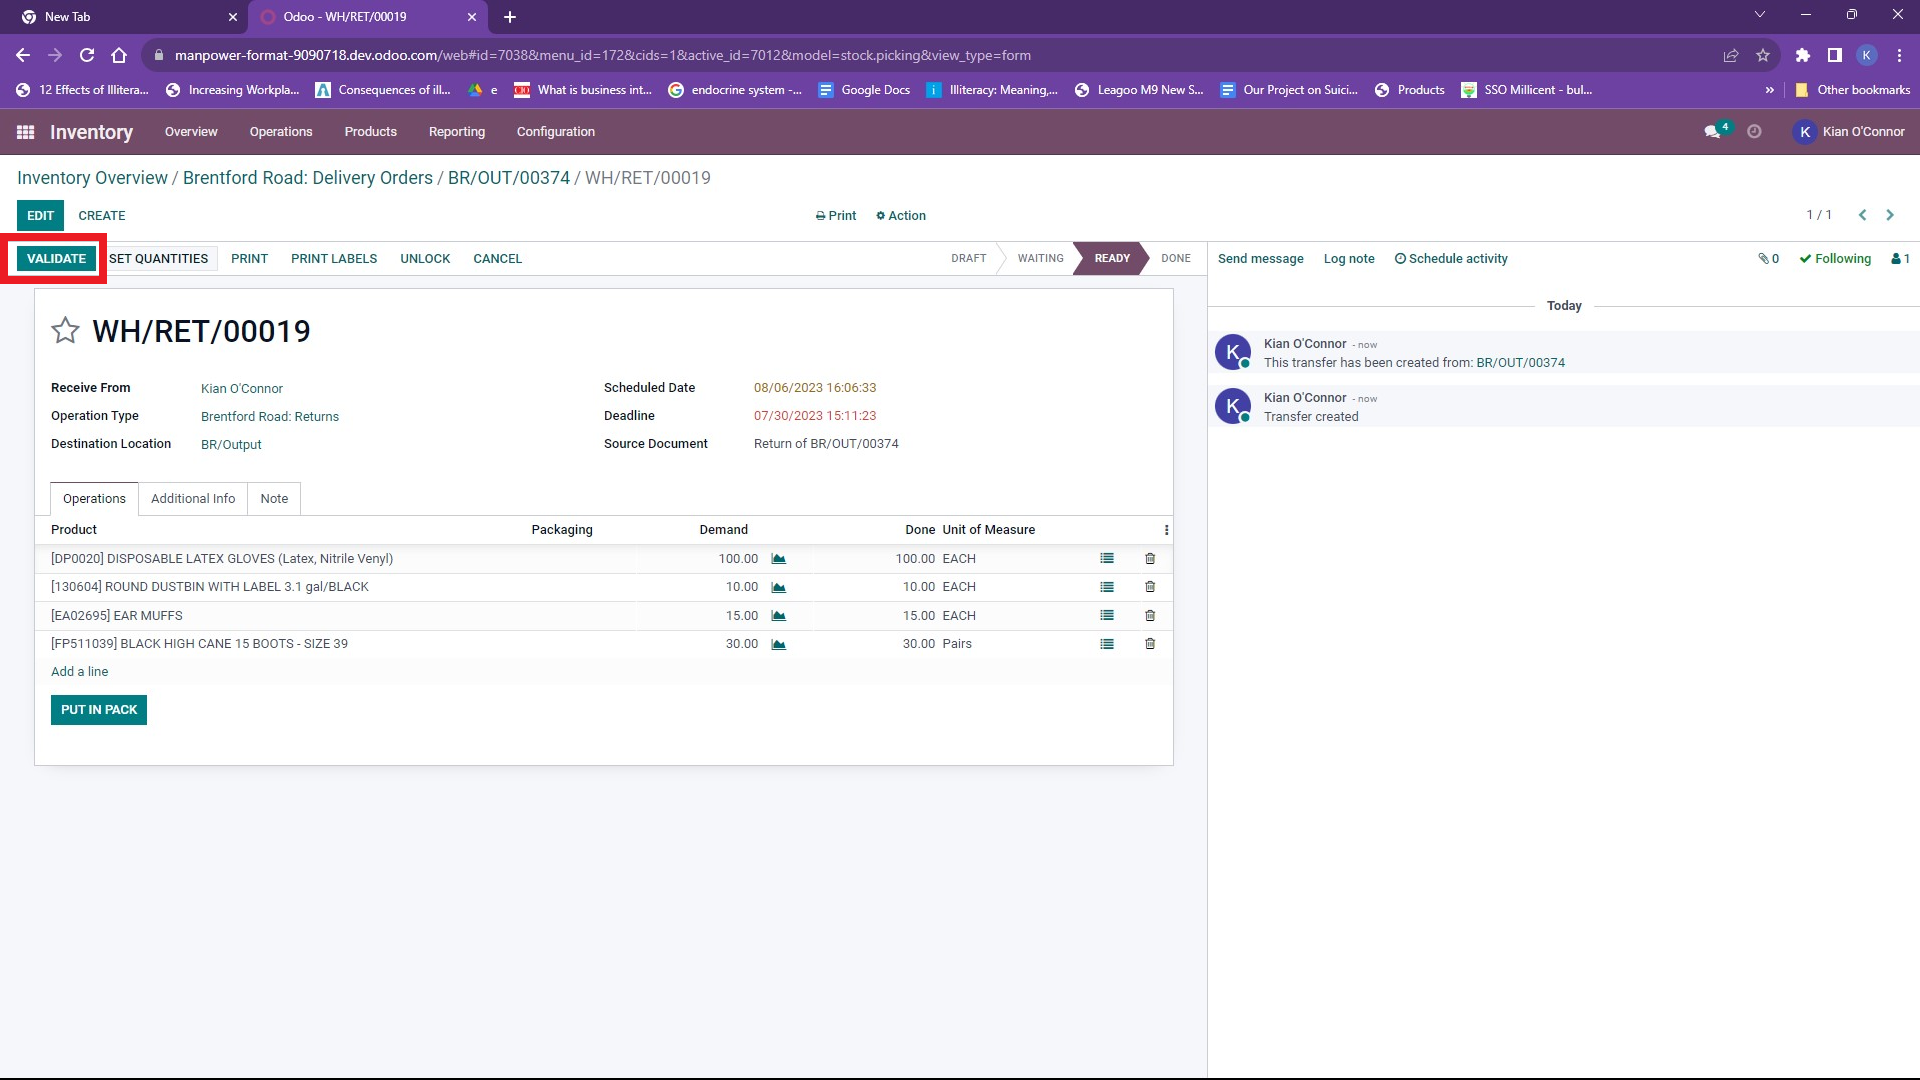 New Tab
Odoo - WH/RET/00019
manpower-format-9090718.dev.odoo.com/web#id=7038&menu_id=172&cids=1&active_id=7012&model=stock.picking&view_type=form
K
12 Effects of Illitera...
Increasing Workpla...
Consequences of ill...
e
What is business int...
endocrine system -...
Google Docs
Illiteracy: Meaning,...
Leagoo M9 New S...
Our Project on Suici...
Products
SSO Millicent - bul...
»
Other bookmarks
Inventory
Overview
Operations
Products
Reporting
Configuration
4
K
Kian O'Connor
Inventory Overview / Brentford Road: Delivery Orders / BR/OUT/00374 / WH/RET/00019
EDIT
CREATE
Print
Action
1 / 1
VALIDATE
SET QUANTITIES
PRINT
PRINT LABELS
UNLOCK
CANCEL
DRAFT
WAITING
READY
DONE
Send message
Log note
Schedule activity
0
Following
1
WH/RET/00019
Receive From
Kian O'Connor
Scheduled Date
08/06/2023 16:06:33
Operation Type
Brentford Road: Returns
Deadline
07/30/2023 15:11:23
Destination Location
BR/Output
Source Document
Return of BR/OUT/00374
Operations
Additional Info
Note
Product
Packaging
Demand
Done
Unit of Measure
[DP0020] DISPOSABLE LATEX GLOVES (Latex, Nitrile Venyl)
100.00
100.00
EACH
[130604] ROUND DUSTBIN WITH LABEL 3.1 gal/BLACK
10.00
10.00
EACH
[EA02695] EAR MUFFS
15.00
15.00
EACH
[FP511039] BLACK HIGH CANE 15 BOOTS - SIZE 39
30.00
30.00
Pairs
Add a line
PUT IN PACK
Today
K
Kian O'Connor - now
This transfer has been created from: BR/OUT/00374
K
Kian O'Connor - now
Transfer created